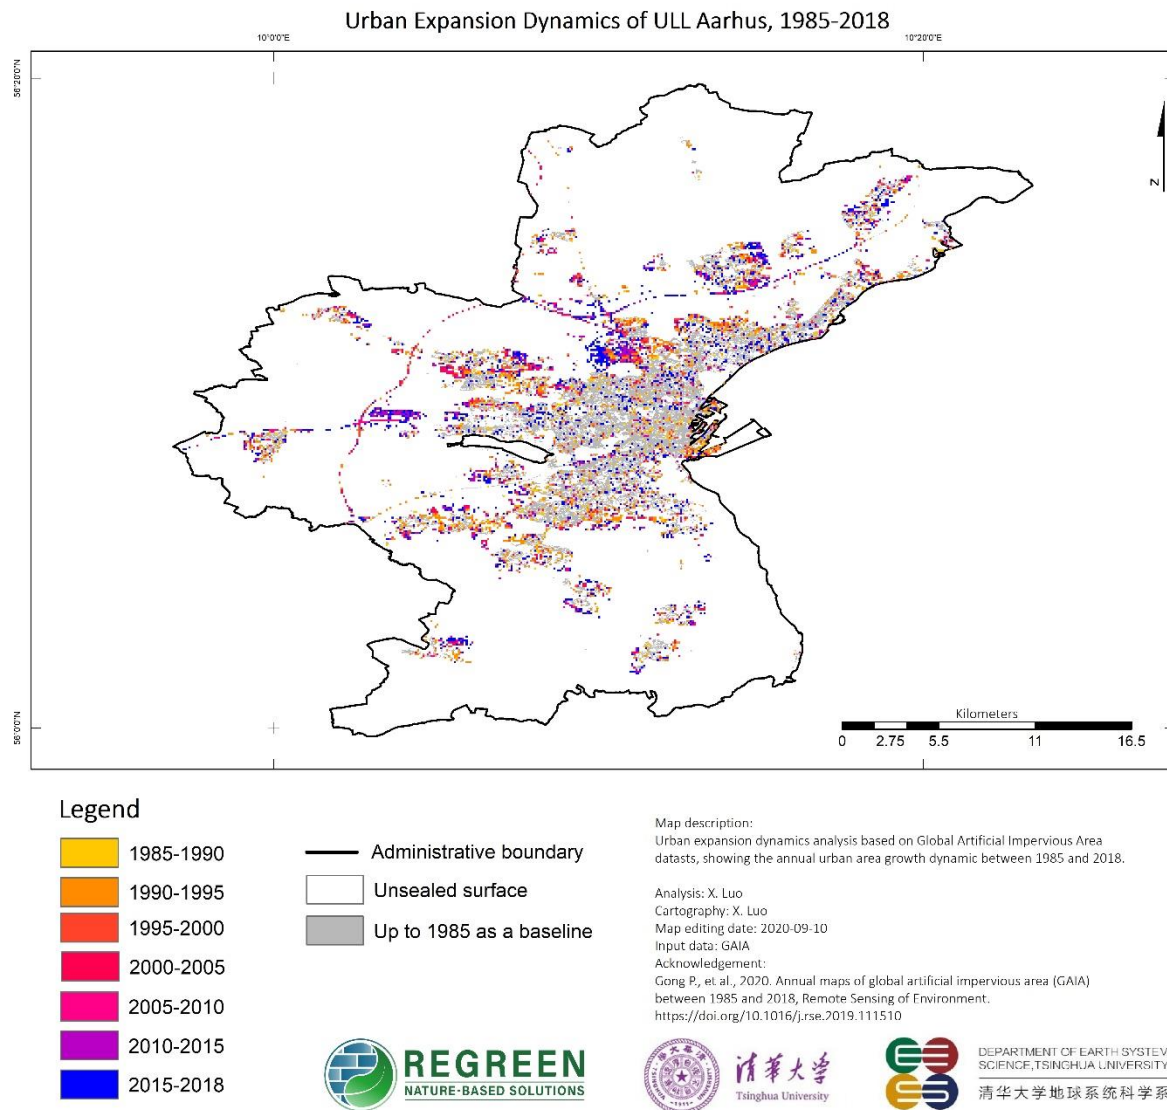 Urban Expansion Dynamics of ULL Aarhus, 1985-2018
10°0'0"E
10°20'0"E
56°20'0"N
N
56°0'0"N
Kilometers
0 2.75 5.5 11 16.5
Legend
1985-1990
1990-1995
1995-2000
2000-2005
2005-2010
2010-2015
2015-2018
Administrative boundary
Unsealed surface
Up to 1985 as a baseline
Map description:
Urban expansion dynamics analysis based on Global Artificial Impervious Area
datasts, showing the annual urban area growth dynamic between 1985 and 2018.
Analysis: X. Luo
Cartography: X. Luo
Map editing date: 2020-09-10
Input data: GAIA
Acknowledgement:
Gong P., et al., 2020. Annual maps of global artificial impervious area (GAIA)
between 1985 and 2018, Remote Sensing of Environment.
https://doi.org/10.1016/j.rse.2019.111510
REGREEN
NATURE-BASED SOLUTIONS
清華大学
Tsinghua University
DEPARTMENT OF EARTH SYSTEM
SCIENCE,TSINGHUA UNIVERSITY
清华大学地球系统科学系